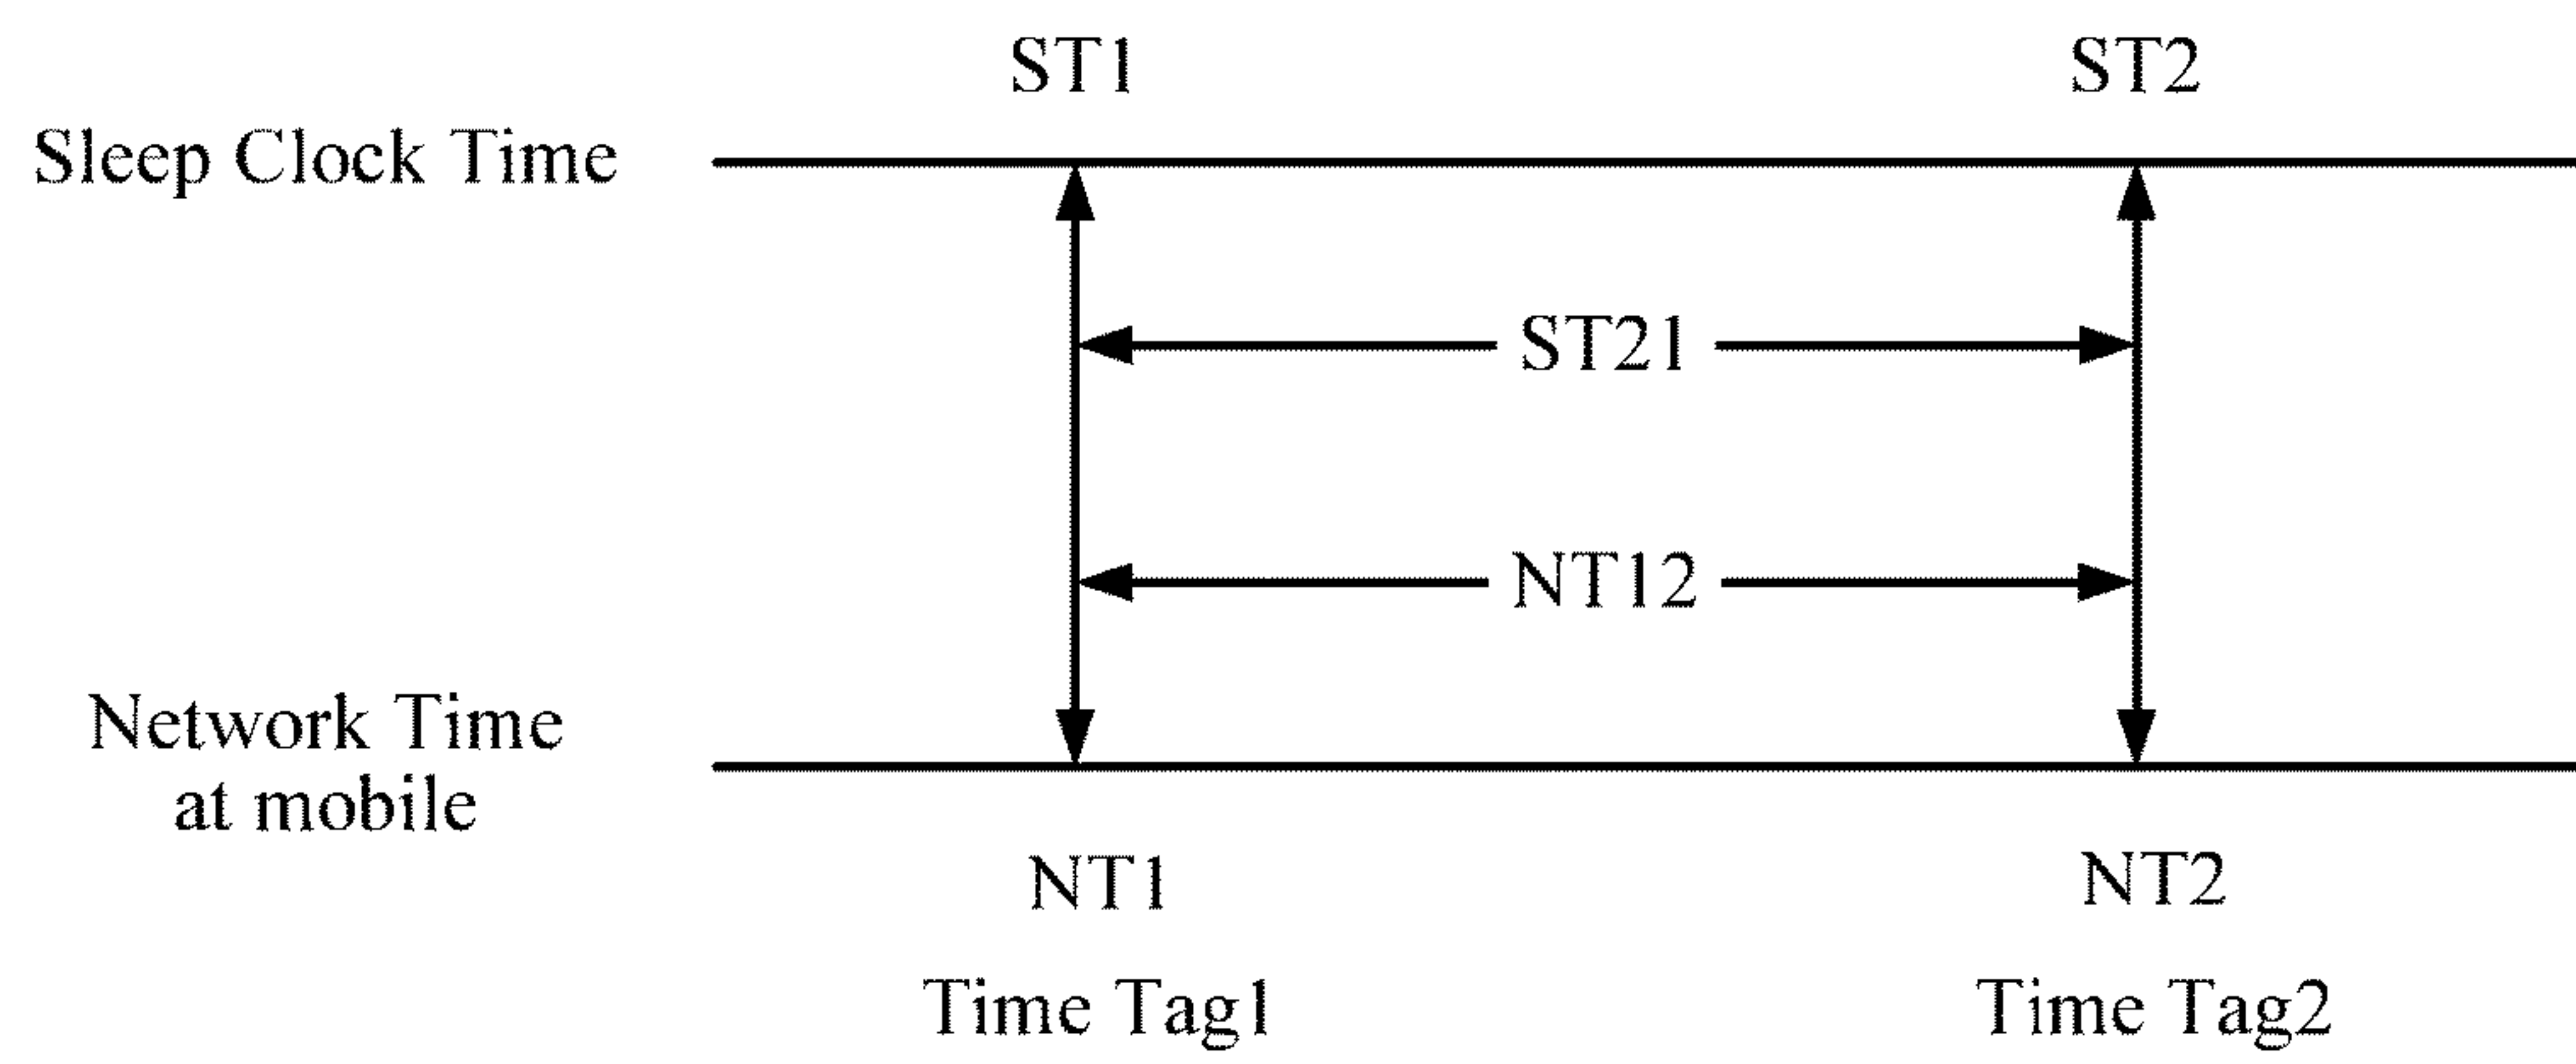 ST1 ST2
Sleep Clock Time
ST21
NT12
Network Time
at mobile
NT1 NT2
Time Tag1 Time Tag2